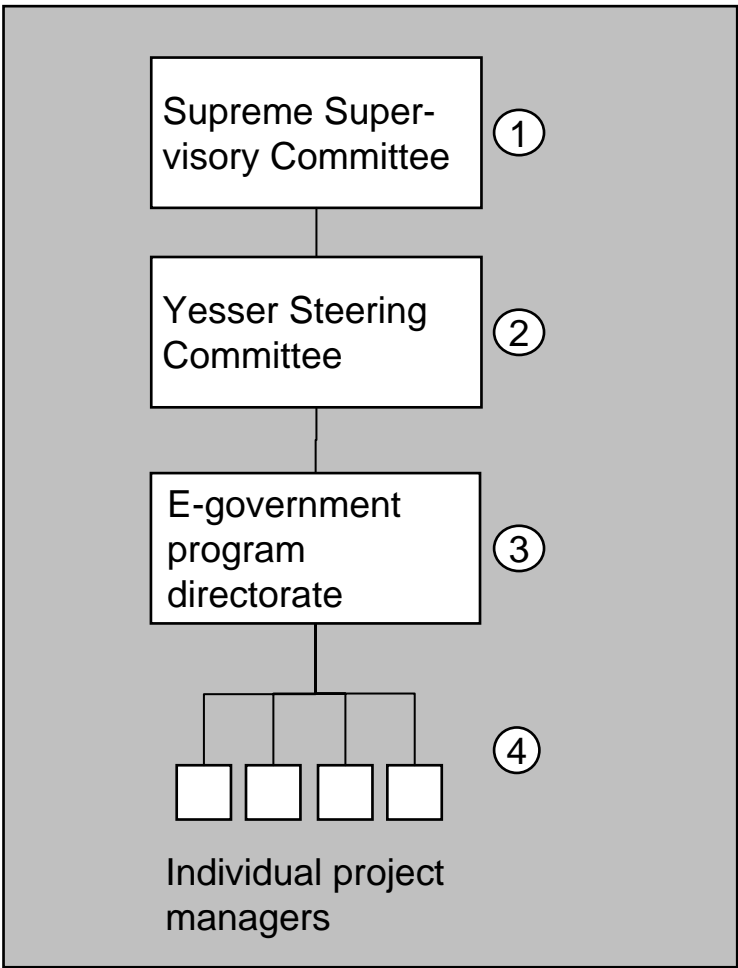 Supreme Super-
visory Committee
1
Yesser Steering
Committee
2
E-government
program
directorate
3
4
Individual project
managers